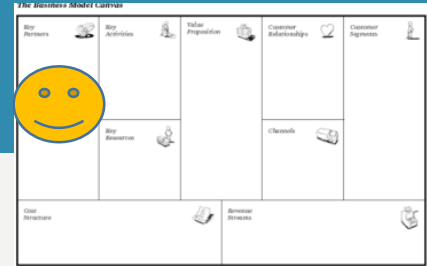 The Business Model Canvas
Key
Partners
Key
Activities
Value
Proposition
Customer
Relationships
Customer
Segments
Key
Resources
Channels
Cost
Structure
Revenue
Streams